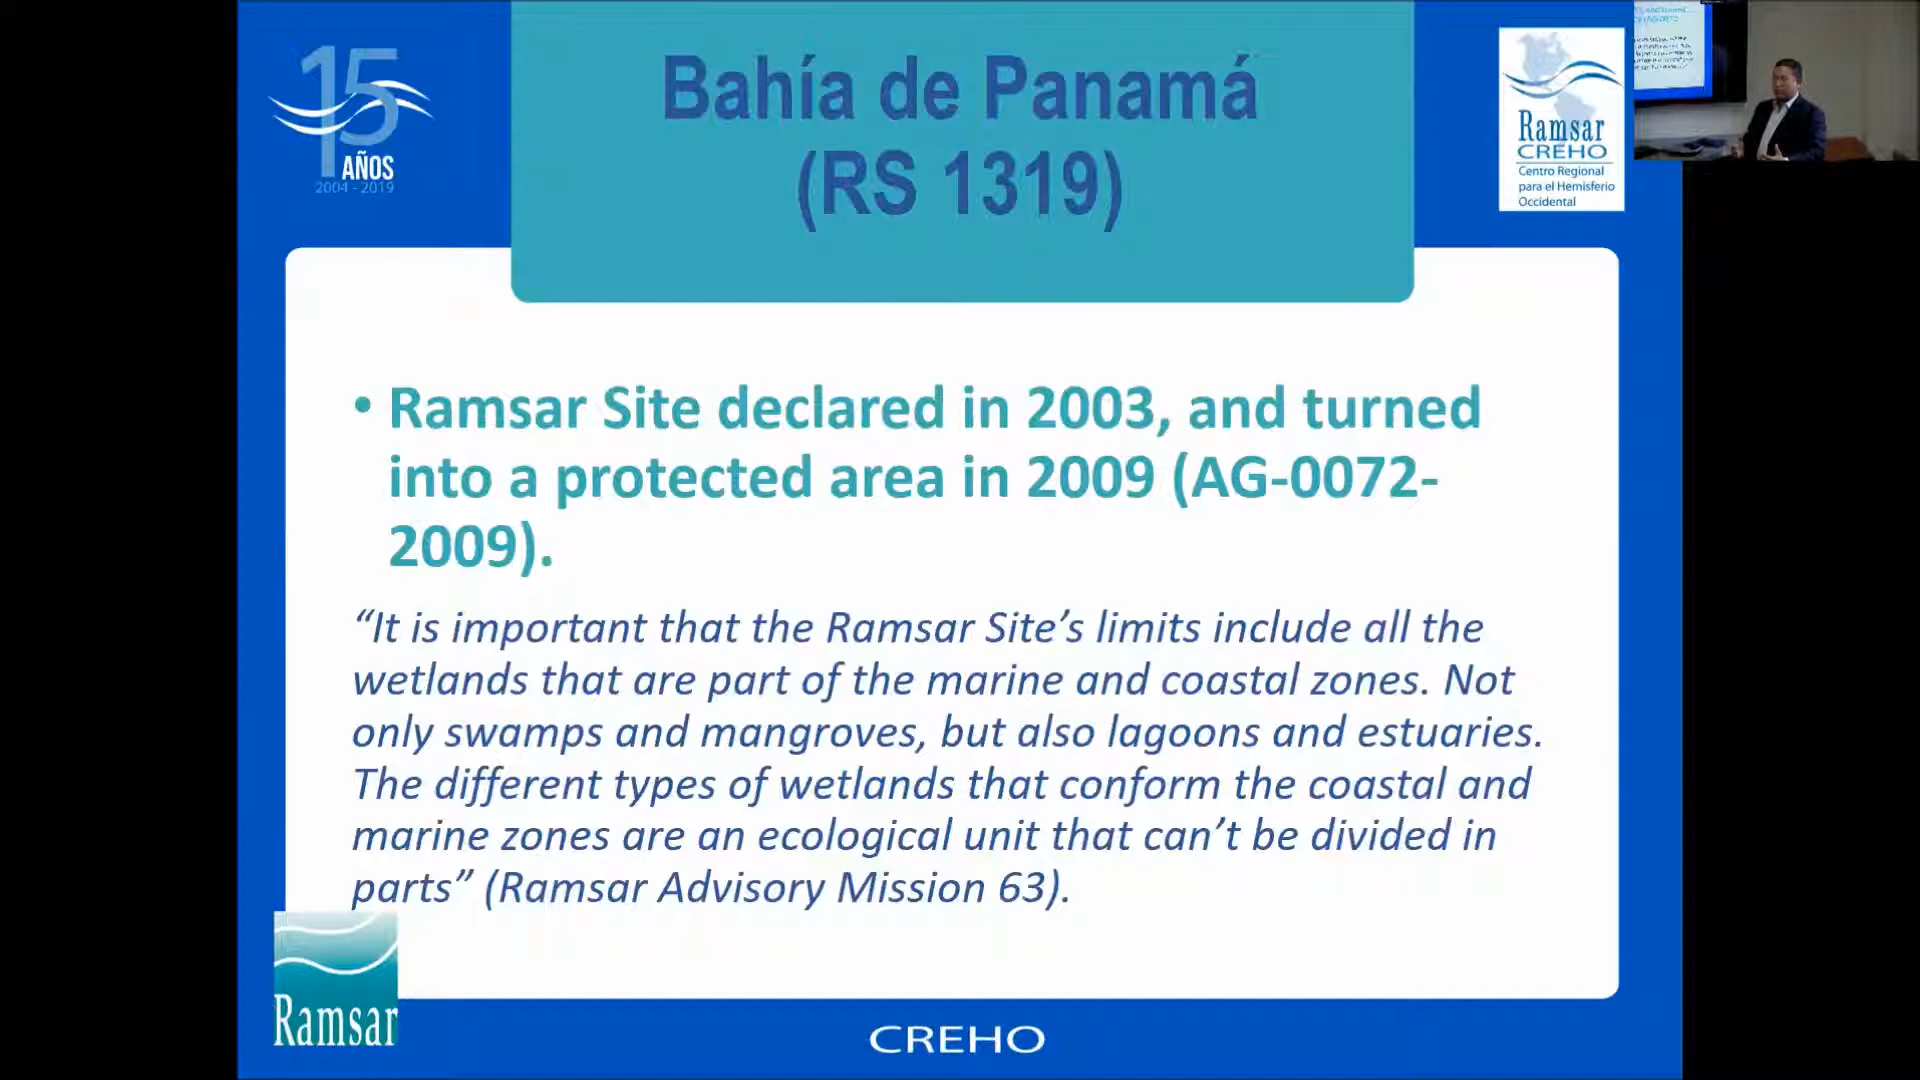 15
AÑOS
2004 - 2019
Bahía de Panamá
(RS 1319)
Ramsar
CREHO
Centro Regional
para el Hemisferio
Occidental
• Ramsar Site declared in 2003, and turned
into a protected area in 2009 (AG-0072-
2009).
“It is important that the Ramsar Site’s limits include all the
wetlands that are part of the marine and coastal zones. Not
only swamps and mangroves, but also lagoons and estuaries.
The different types of wetlands that conform the coastal and
marine zones are an ecological unit that can’t be divided in
parts” (Ramsar Advisory Mission 63).
Ramsar
CREHO